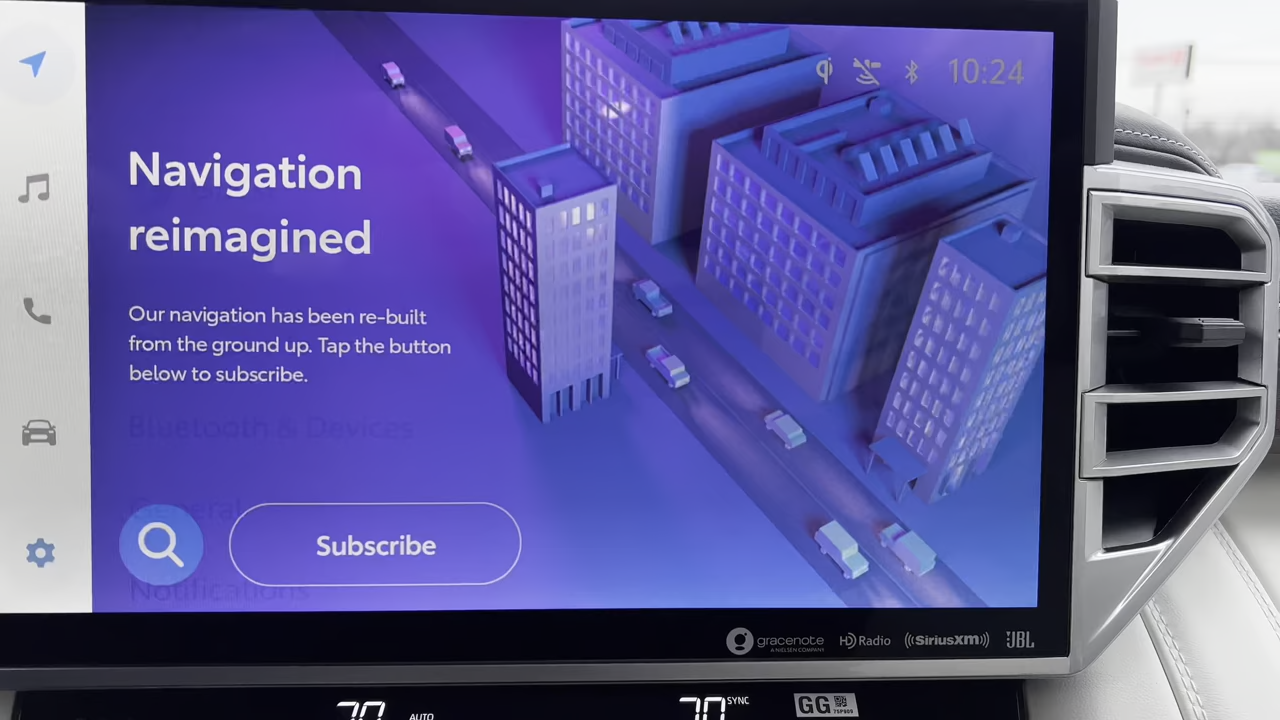 10:24
Navigation
reimagined
Our navigation has been re-built
from the ground up. Tap the button
below to subscribe.
Bluetooth & Devices
General
Subscribe
Notifications
gracenote
A NIELSEN COMPANY
HD Radio
SiriusXM
JBL
70 AUTO
70 SYNC
GG